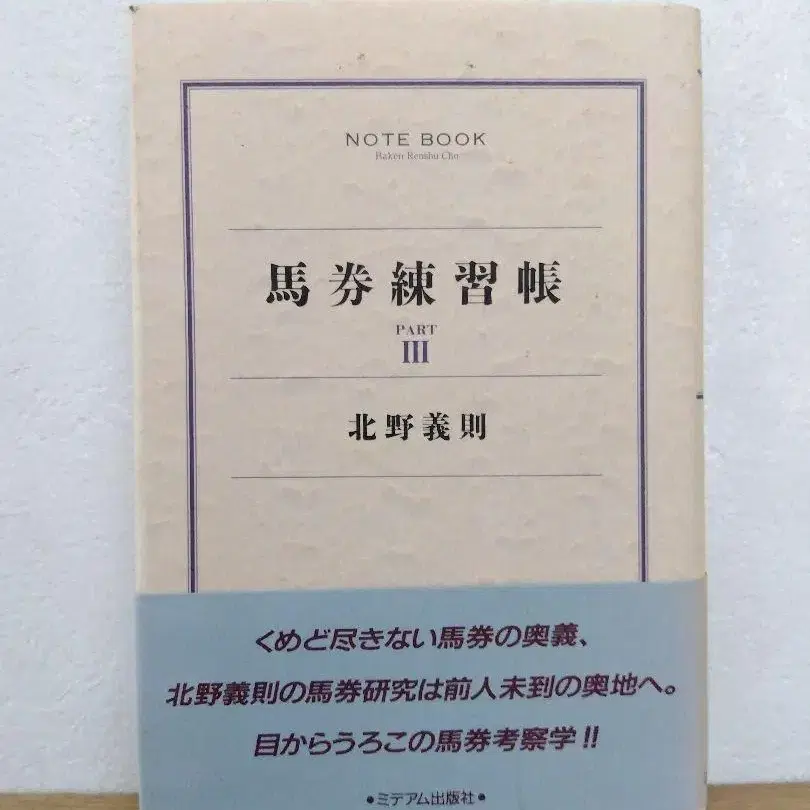 NOTE BOOK
Baken Renshu Cho
馬券練習帳
PART
III
北野義則
くめど尽きない馬券の奥義、
北野義則の馬券研究は前人未到の奥地へ。
目からうろこの馬券考察学!!
•ミデアム出版社•